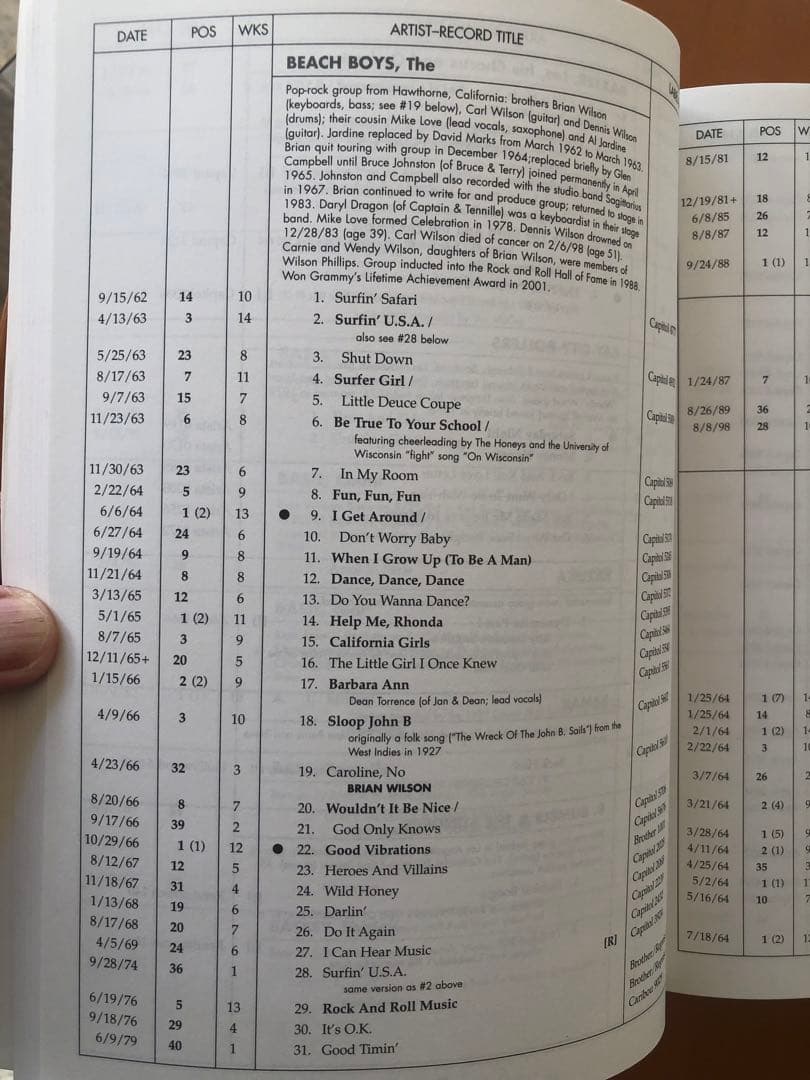 DATE POS WKS ARTIST–RECORD TITLE
BEACH BOYS, The
Pop-rock group from Hawthorne, California: brothers Brian Wilson
(keyboards, bass; see #19 below), Carl Wilson (guitar) and Dennis Wilson
(drums); their cousin Mike Love (lead vocals, saxophone) and Al Jardine
(guitar). Jardine replaced by David Marks from March 1962 to March 1963.
Brian quit touring with group in December 1964;replaced briefly by Glen
Campbell until Bruce Johnston (of Bruce & Terry) joined permanently in April
1965. Johnston and Campbell also recorded with the studio band Sagittarius
in 1967. Brian continued to write for and produce group; returned to stage in
1983. Daryl Dragon (of Captain & Tennille) was a keyboardist in their stage
band. Mike Love formed Celebration in 1978. Dennis Wilson drowned on
12/28/83 (age 39). Carl Wilson died of cancer on 2/6/98 (age 51).
Carnie and Wendy Wilson, daughters of Brian Wilson, were members of
Wilson Phillips. Group inducted into the Rock and Roll Hall of Fame in 1988.
Won Grammy's Lifetime Achievement Award in 2001.
9/15/62 14 10 1. Surfin' Safari
4/13/63 3 14 2. Surfin' U.S.A. / Capitol
also see #28 below
5/25/63 23 8 3. Shut Down
8/17/63 7 11 4. Surfer Girl / Capitol
9/7/63 15 7 5. Little Deuce Coupe
11/23/63 6 8 6. Be True To Your School / Capitol
featuring cheerleading by The Honeys and the University of
Wisconsin "fight" song "On Wisconsin"
11/30/63 23 6 7. In My Room
2/22/64 5 9 8. Fun, Fun, Fun Capitol
6/6/64 1 (2) 13 ● 9. I Get Around / Capitol
6/27/64 24 6 10. Don't Worry Baby
9/19/64 9 8 11. When I Grow Up (To Be A Man) Capitol
11/21/64 8 8 12. Dance, Dance, Dance Capitol
3/13/65 12 6 13. Do You Wanna Dance? Capitol
5/1/65 1 (2) 11 14. Help Me, Rhonda Capitol
8/7/65 3 9 15. California Girls Capitol
12/11/65+ 20 5 16. The Little Girl I Once Knew Capitol
1/15/66 2 (2) 9 17. Barbara Ann Capitol
Dean Torrence (of Jan & Dean; lead vocals)
4/9/66 3 10 18. Sloop John B Capitol
originally a folk song ("The Wreck Of The John B. Sails") from the
West Indies in 1927
4/23/66 32 3 19. Caroline, No Capitol
BRIAN WILSON
8/20/66 8 7 20. Wouldn't It Be Nice / Capitol
9/17/66 39 2 21. God Only Knows
10/29/66 1 (1) 12 ● 22. Good Vibrations Capitol
8/12/67 12 5 23. Heroes And Villains Brother
11/18/67 31 4 24. Wild Honey Capitol
1/13/68 19 6 25. Darlin' Capitol
8/17/68 20 7 26. Do It Again Capitol
4/5/69 24 6 27. I Can Hear Music Capitol
9/28/74 36 1 28. Surfin' U.S.A. [R]
same version as #2 above
6/19/76 5 13 29. Rock And Roll Music Brother
9/18/76 29 4 30. It's O.K. Brother
6/9/79 40 1 31. Good Timin' Caribou
DATE POS W
8/15/81 12
12/19/81+ 18
6/8/85 26
8/8/87 12
9/24/88 1 (1)
1/24/87 7
8/26/89 36
8/8/98 28
1/25/64 1 (7)
1/25/64 14
2/1/64 1 (2)
2/22/64 3
3/7/64 26
3/21/64 2 (4)
3/28/64 1 (5)
4/11/64 2 (1)
4/25/64 35
5/2/64 1 (1)
5/16/64 10
7/18/64 1 (2)